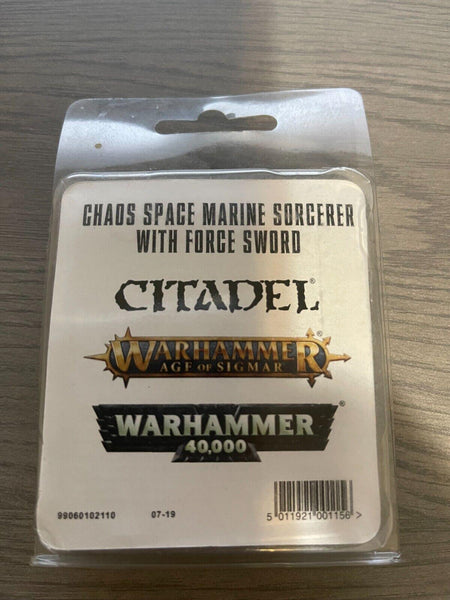 CHAOS SPACE MARINE SORCERER
WITH FORCE SWORD
CITADEL®
WARHAMMER®
AGE OF SIGMAR
WARHAMMER®
40,000
99060102110 07-19
5 011921 001156 >